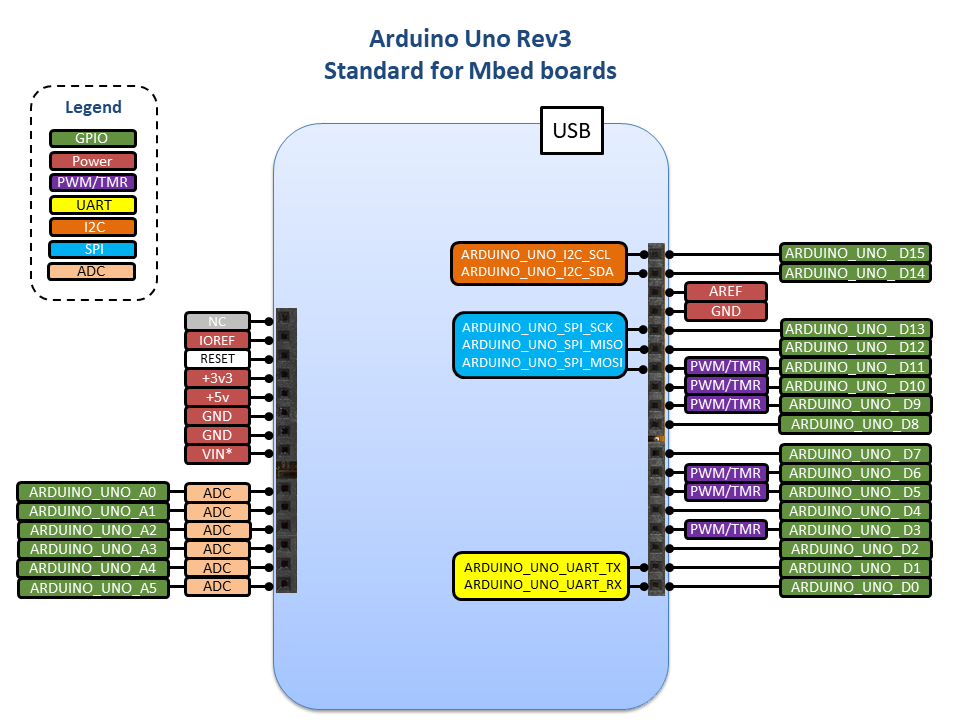 Arduino Uno Rev3
Standard for Mbed boards
Legend
GPIO
Power
PWM/TMR
UART
I2C
SPI
ADC
USB
NC
IOREF
RESET
+3v3
+5v
GND
GND
VIN*
ARDUINO_UNO_A0 ADC
ARDUINO_UNO_A1 ADC
ARDUINO_UNO_A2 ADC
ARDUINO_UNO_A3 ADC
ARDUINO_UNO_A4 ADC
ARDUINO_UNO_A5 ADC
ARDUINO_UNO_I2C_SCL
ARDUINO_UNO_I2C_SDA
ARDUINO_UNO_SPI_SCK
ARDUINO_UNO_SPI_MISO
ARDUINO_UNO_SPI_MOSI
ARDUINO_UNO_UART_TX
ARDUINO_UNO_UART_RX
ARDUINO_UNO_ D15
ARDUINO_UNO_ D14
AREF
GND
ARDUINO_UNO_ D13
ARDUINO_UNO_ D12
PWM/TMR ARDUINO_UNO_ D11
PWM/TMR ARDUINO_UNO_ D10
PWM/TMR ARDUINO_UNO_ D9
ARDUINO_UNO_ D8
ARDUINO_UNO_ D7
PWM/TMR ARDUINO_UNO_ D6
PWM/TMR ARDUINO_UNO_ D5
ARDUINO_UNO_ D4
PWM/TMR ARDUINO_UNO_ D3
ARDUINO_UNO_ D2
ARDUINO_UNO_ D1
ARDUINO_UNO_ D0